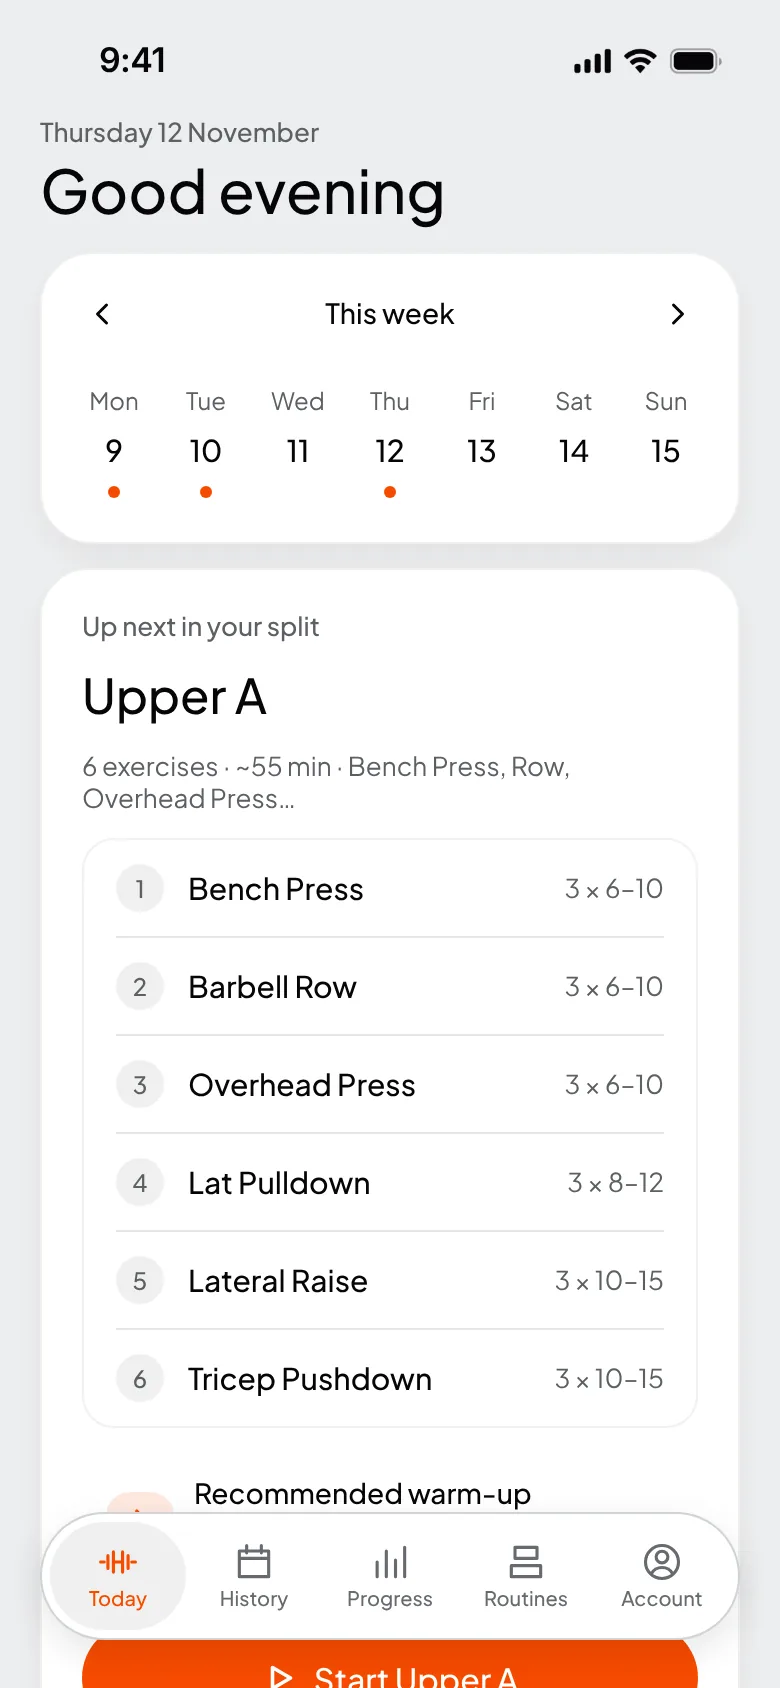 9:41
Thursday 12 November
Good evening
This week
Mon Tue Wed Thu Fri Sat Sun
9 10 11 12 13 14 15
Up next in your split
Upper A
6 exercises · ~55 min · Bench Press, Row,
Overhead Press...
1 Bench Press 3 × 6–10
2 Barbell Row 3 × 6–10
3 Overhead Press 3 × 6–10
4 Lat Pulldown 3 × 8–12
5 Lateral Raise 3 × 10–15
6 Tricep Pushdown 3 × 10–15
Recommended warm-up
Today History Progress Routines Account
Start Upper A